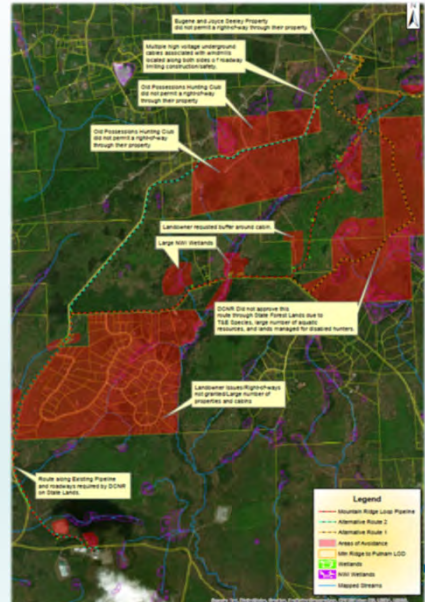 Eugene and Joyce Seeley Property
did not permit a right-of-way through their property.
Multiple high voltage underground
cables associated with windmills
located along both sides of roadway
limiting construction/safety.
Old Possessions Hunting Club
did not permit a right-of-way
through their property
Old Possessions Hunting Club
did not permit a right-of-way
through their property
Landowner required buffer around cabin.
Large NWI Wetlands
DCNR Did not approve this
route through State Forest Lands due to
T&E Species, large number of aquatic
resources, and lands managed for disabled hunters.
Landowner Issues/Right-of-ways
not granted/Large number of
properties and cabins
Route along Existing Pipeline
and roadways required by DCNR
on State Lands.
Legend
Mountain Ridge Loop Pipeline
Alternative Route 2
Alternative Route 1
Areas of Avoidance
Mtn Ridge to Putnam LOD
Wetlands
NWI Wetlands
Mapped Streams